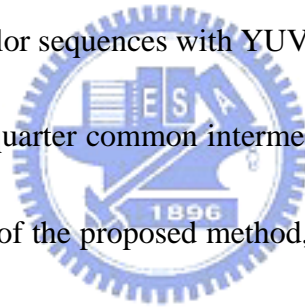 lor sequences with YUV
quarter common interme
ES
1896
of the proposed method,